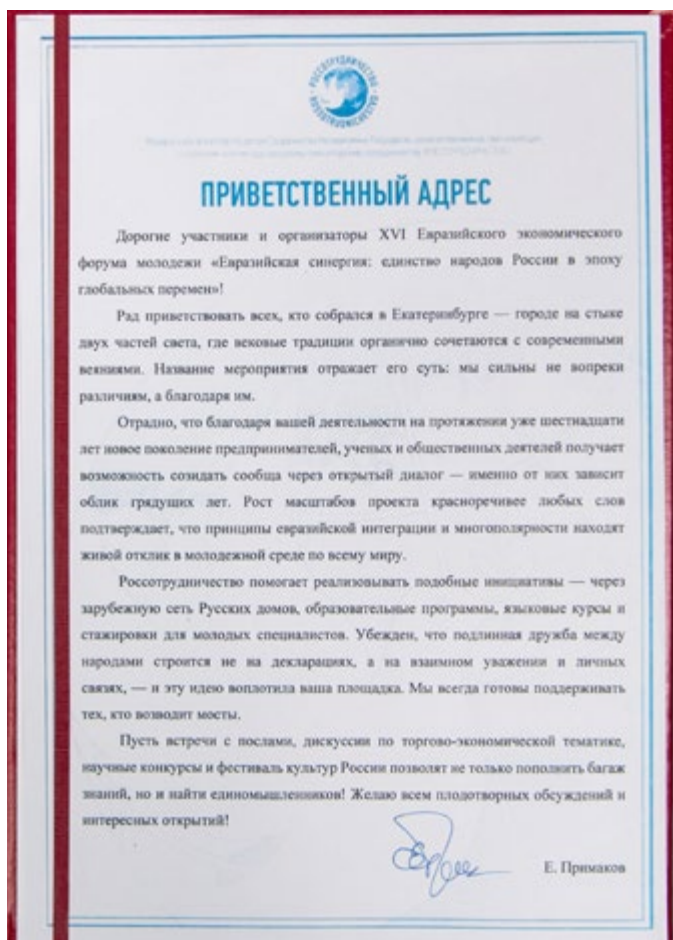 РОССОТРУДНИЧЕСТВО
ROSSOTRUDNICHESTVO
ПРИВЕТСТВЕННЫЙ АДРЕС
Дорогие участники и организаторы XVI Евразийского экономического
форума молодежи «Евразийская синергия: единство народов России в эпоху
глобальных перемен»!
Рад приветствовать всех, кто собрался в Екатеринбурге — городе на стыке
двух частей света, где вековые традиции органично сочетаются с современными
веяниями. Название мероприятия отражает его суть: мы сильны не вопреки
различиям, а благодаря им.
Отрадно, что благодаря вашей деятельности на протяжении уже шестнадцати
лет новое поколение предпринимателей, ученых и общественных деятелей получает
возможность созидать сообща через открытый диалог — именно от них зависит
облик грядущих лет. Рост масштабов проекта красноречивее любых слов
подтверждает, что принципы евразийской интеграции и многополярности находят
живой отклик в молодежной среде по всему миру.
Россотрудничество помогает реализовывать подобные инициативы — через
зарубежную сеть Русских домов, образовательные программы, языковые курсы и
стажировки для молодых специалистов. Убежден, что подлинная дружба между
народами строится не на декларациях, а на взаимном уважении и личных
связях, — и эту идею воплотила ваша площадка. Мы всегда готовы поддерживать
тех, кто возводит мосты.
Пусть встречи с послами, дискуссии по торгово-экономической тематике,
научные конкурсы и фестиваль культур России позволят не только пополнить багаж
знаний, но и найти единомышленников! Желаю всем плодотворных обсуждений и
интересных открытий!
Е. Примаков